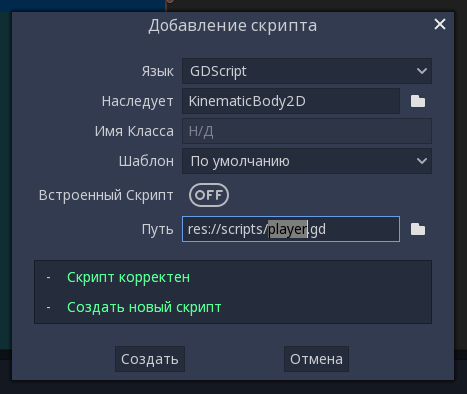 Добавление скрипта
Язык GDScript
Наследует KinematicBody2D
Имя Класса Н/Д
Шаблон По умолчанию
Встроенный Скрипт OFF
Путь res://scripts/player.gd
- Скрипт корректен
- Создать новый скрипт
Создать Отмена